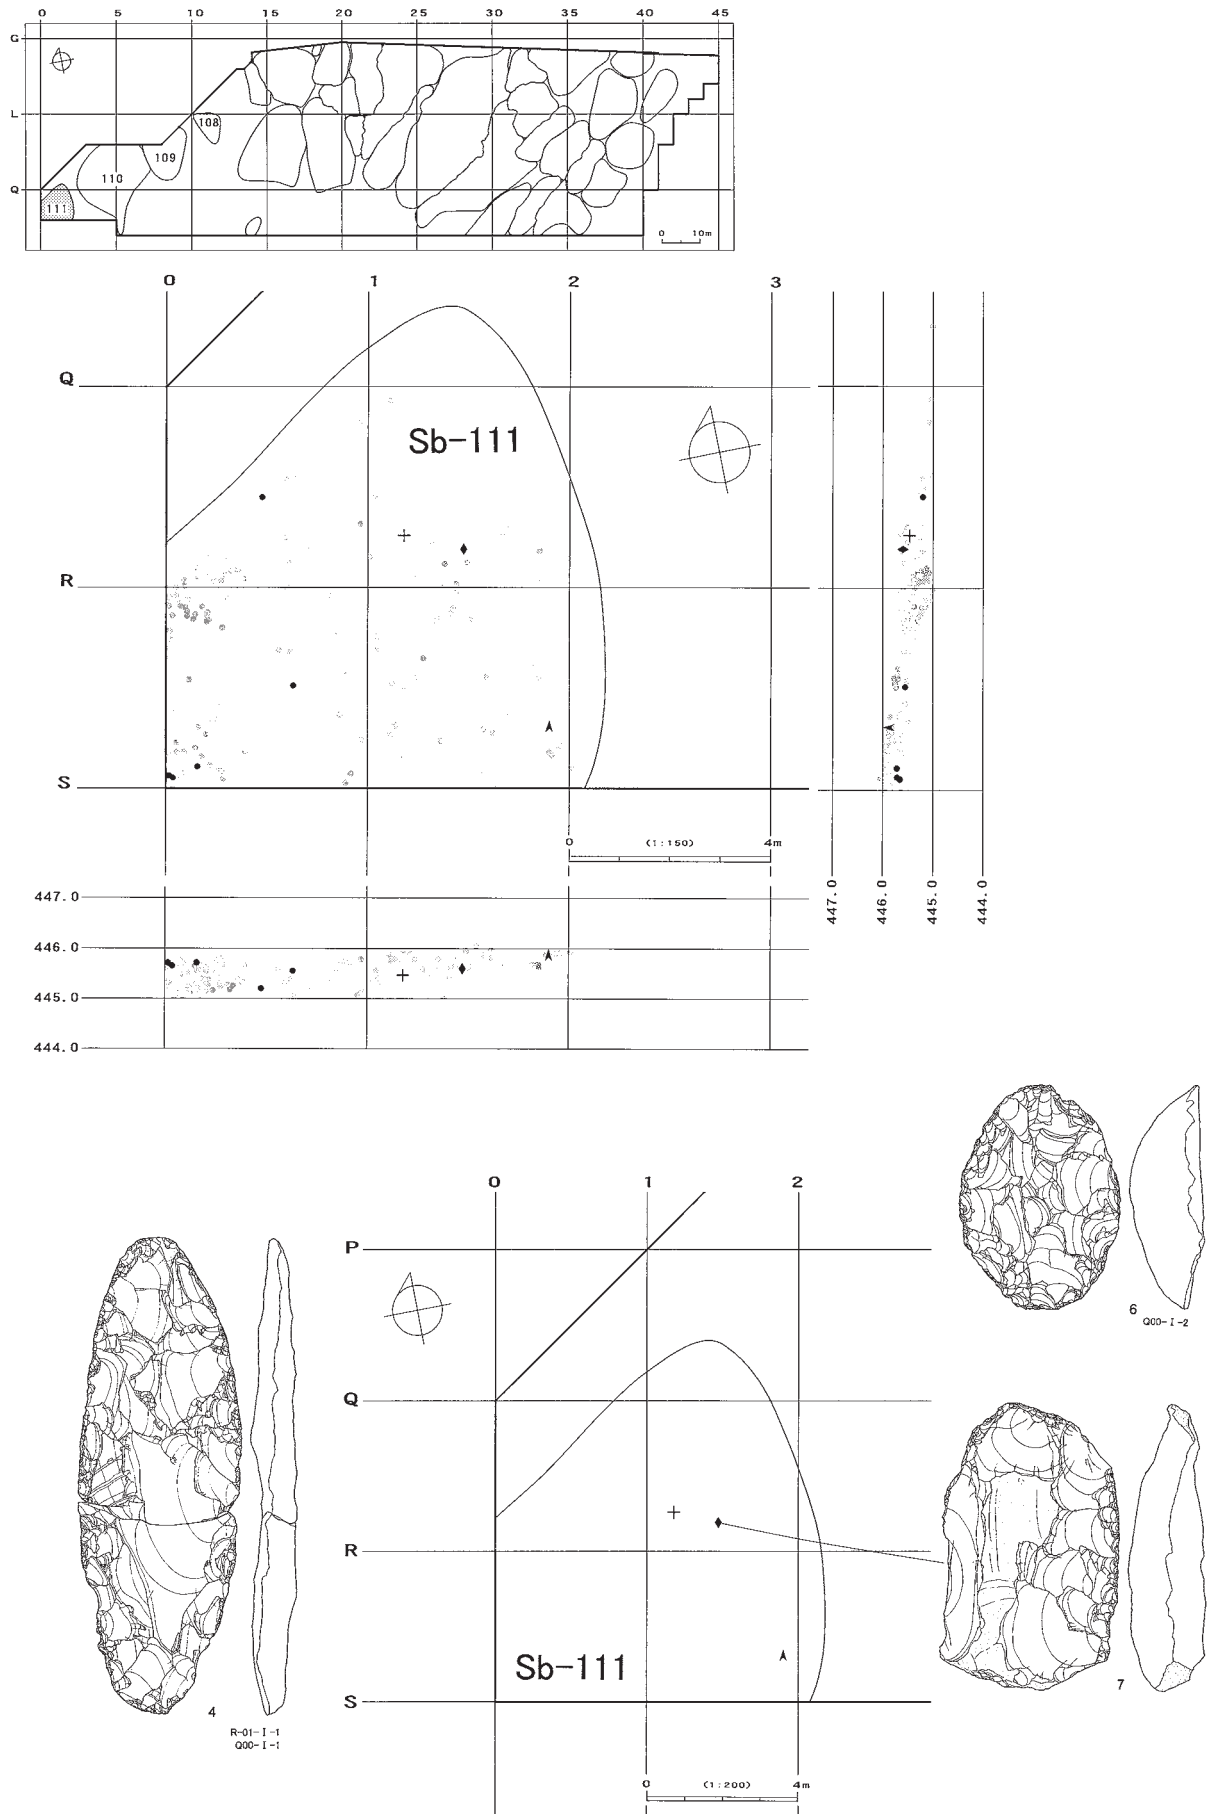 0 5 10 15 20 25 30 35 40 45
G
L
Q
108
109
110
111
0 10m
0 1 2 3
Q
R
S
Sb-111
0 (1:150) 4m
447.0 446.0 445.0 444.0
447.0
446.0
445.0
444.0
0 1 2
P
Q
R
S
Sb-111
0 (1:200) 4m
4
R-01-I-1
Q00-I-1
6
Q00-I-2
7